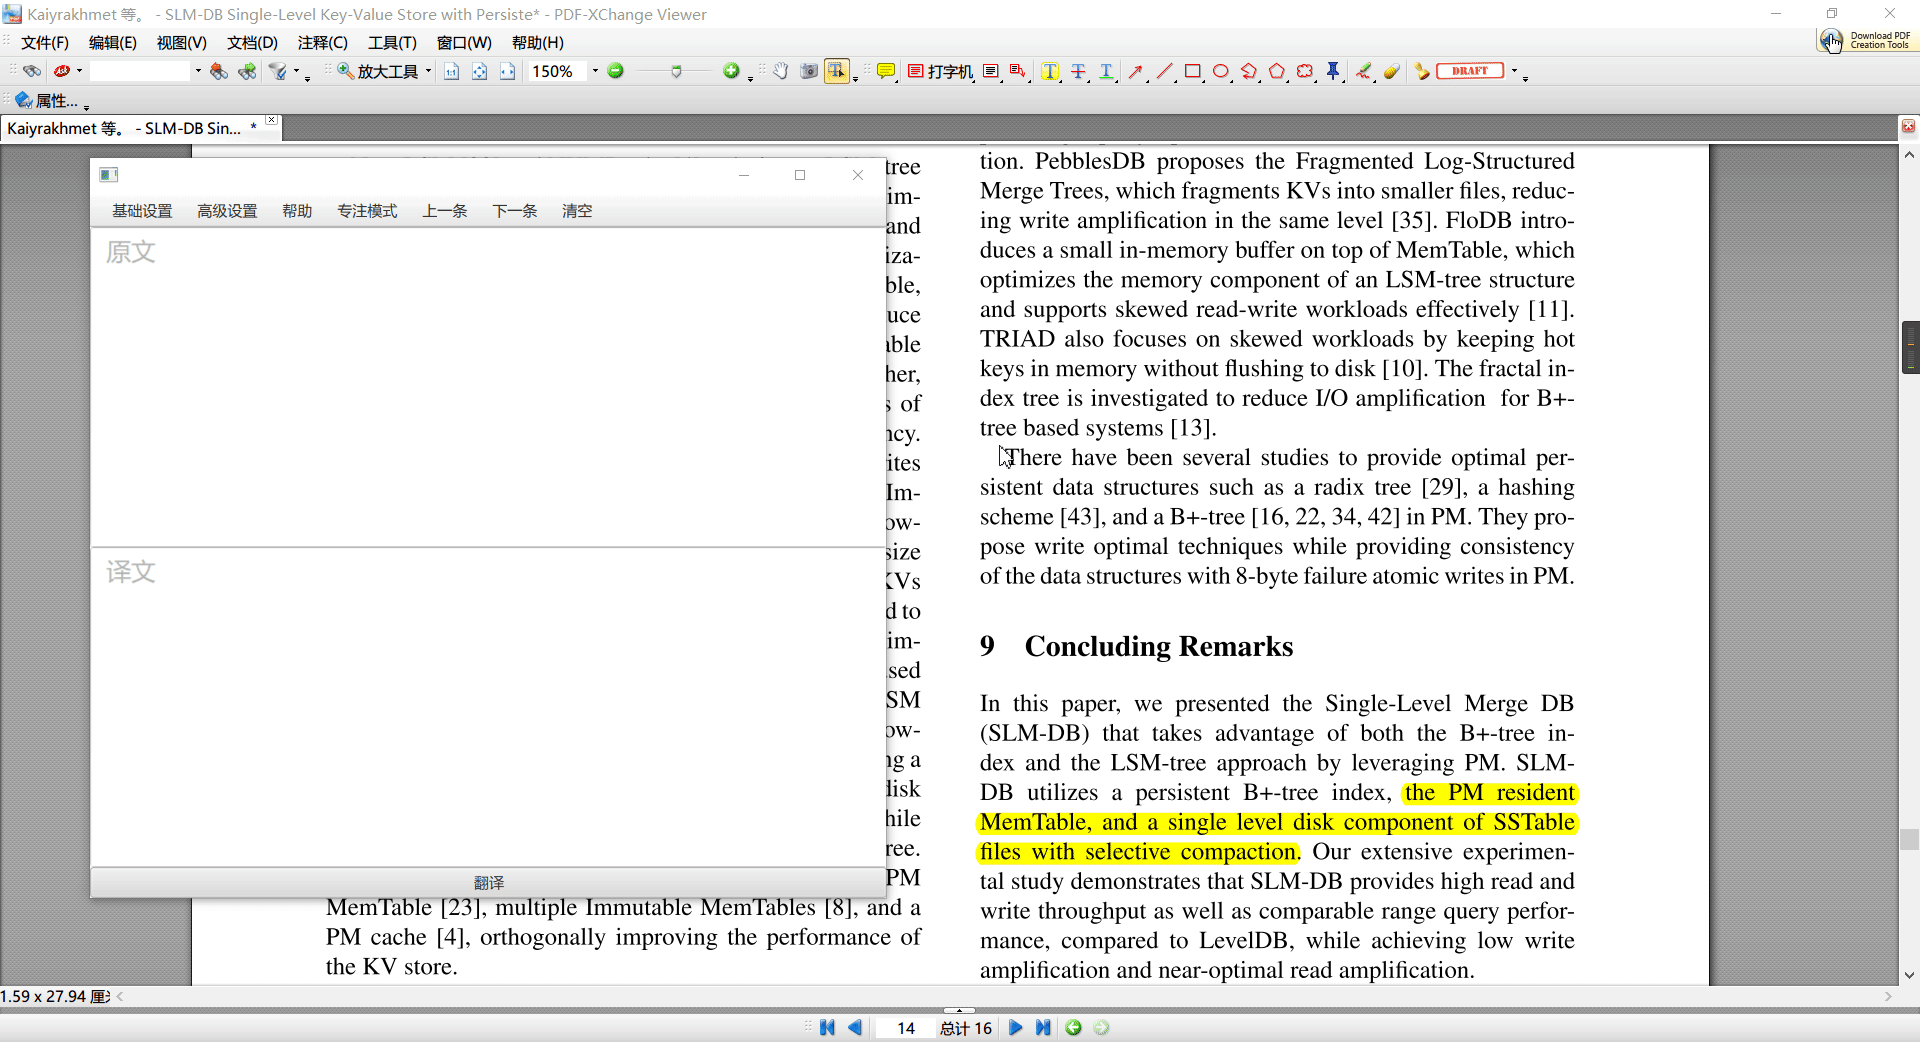 Kaiyrakhmet 等。 - SLM-DB Single-Level Key-Value Store with Persiste* - PDF-XChange Viewer
文件(F) 编辑(E) 视图(V) 文档(D) 注释(C) 工具(T) 窗口(W) 帮助(H)
Download PDF
Creation Tools
放大工具 150% 打字机 DRAFT
属性...
Kaiyrakhmet 等。 - SLM-DB Sin... *
基础设置 高级设置 帮助 专注模式 上一条 下一条 清空
原文
译文
翻译
tree
im-
and
iza-
ble,
uce
able
her,
s of
ncy.
ites
Im-
ow-
size
KVs
d to
im-
sed
SM
ow-
ng a
disk
hile
ree.
PM
MemTable [23], multiple Immutable MemTables [8], and a
PM cache [4], orthogonally improving the performance of
the KV store.
tion. PebblesDB proposes the Fragmented Log-Structured
Merge Trees, which fragments KVs into smaller files, reduc-
ing write amplification in the same level [35]. FloDB intro-
duces a small in-memory buffer on top of MemTable, which
optimizes the memory component of an LSM-tree structure
and supports skewed read-write workloads effectively [11].
TRIAD also focuses on skewed workloads by keeping hot
keys in memory without flushing to disk [10]. The fractal in-
dex tree is investigated to reduce I/O amplification for B+-
tree based systems [13].
There have been several studies to provide optimal per-
sistent data structures such as a radix tree [29], a hashing
scheme [43], and a B+-tree [16, 22, 34, 42] in PM. They pro-
pose write optimal techniques while providing consistency
of the data structures with 8-byte failure atomic writes in PM.
9 Concluding Remarks
In this paper, we presented the Single-Level Merge DB
(SLM-DB) that takes advantage of both the B+-tree in-
dex and the LSM-tree approach by leveraging PM. SLM-
DB utilizes a persistent B+-tree index, the PM resident
MemTable, and a single level disk component of SSTable
files with selective compaction. Our extensive experimen-
tal study demonstrates that SLM-DB provides high read and
write throughput as well as comparable range query perfor-
mance, compared to LevelDB, while achieving low write
amplification and near-optimal read amplification.
1.59 x 27.94 厘
14 总计 16